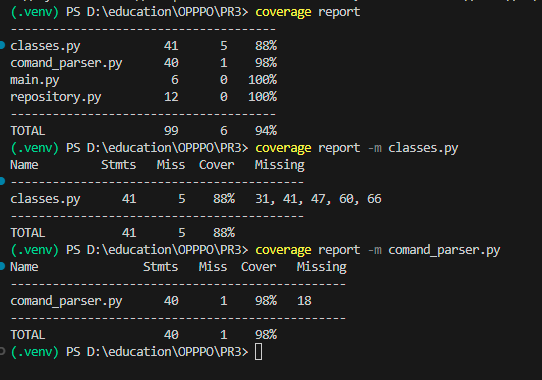 (.venv) PS D:\education\OPPPO\PR3> coverage report
---------------------------------------
classes.py 41 5 88%
comand_parser.py 40 1 98%
main.py 6 0 100%
repository.py 12 0 100%
---------------------------------------
TOTAL 99 6 94%
(.venv) PS D:\education\OPPPO\PR3> coverage report -m classes.py
Name Stmts Miss Cover Missing
-------------------------------------------
classes.py 41 5 88% 31, 41, 47, 60, 66
-------------------------------------------
TOTAL 41 5 88%
(.venv) PS D:\education\OPPPO\PR3> coverage report -m comand_parser.py
Name Stmts Miss Cover Missing
-------------------------------------------------
comand_parser.py 40 1 98% 18
-------------------------------------------------
TOTAL 40 1 98%
(.venv) PS D:\education\OPPPO\PR3>